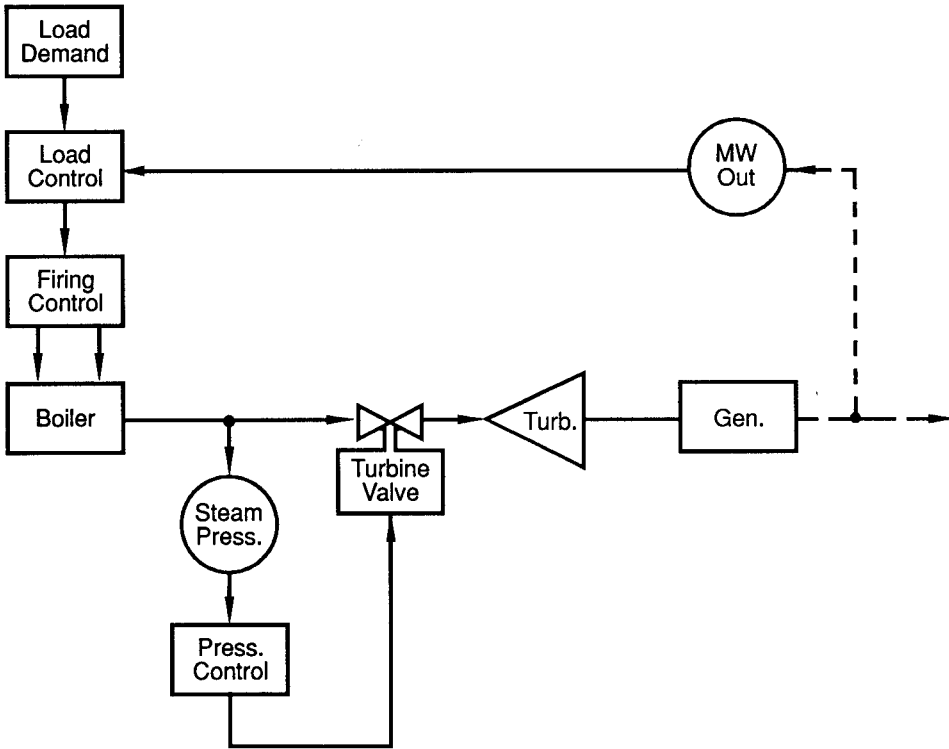 Load
Demand
Load
Control
MW
Out
Firing
Control
Boiler
Turb.
Gen.
Turbine
Valve
Steam
Press.
Press.
Control